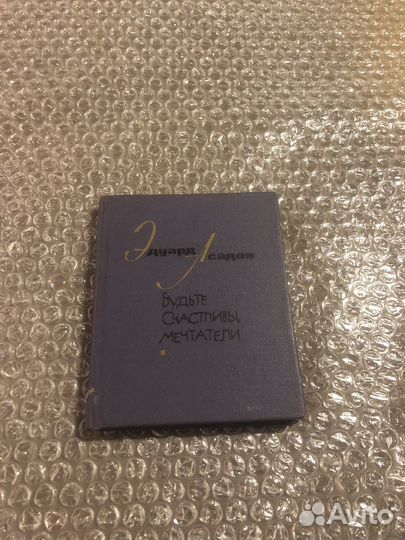 Эдуард Асадов
Будьте
счастливы,
мечтатели
Avito